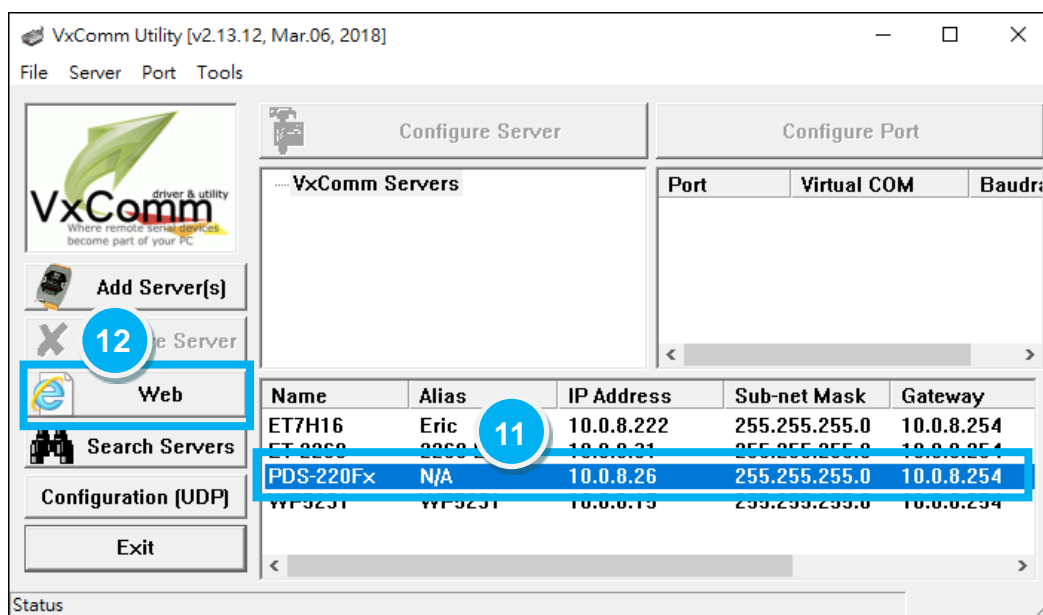 VxComm Utility [v2.13.12, Mar.06, 2018]
File Server Port Tools
driver & utility
VxComm
Where remote serial devices
become part of your PC
Configure Server
Configure Port
VxComm Servers
Port Virtual COM Baudra
Add Server(s)
12
e Server
Web
Search Servers
Configuration (UDP)
Exit
Name Alias IP Address Sub-net Mask Gateway
ET7H16 Eric 10.0.8.222 255.255.255.0 10.0.8.254
11
PDS-220Fx N/A 10.0.8.26 255.255.255.0 10.0.8.254
Status